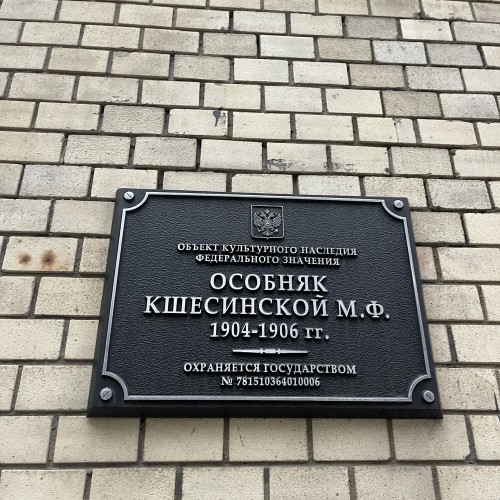 ОБЪЕКТ КУЛЬТУРНОГО НАСЛЕДИЯ
ФЕДЕРАЛЬНОГО ЗНАЧЕНИЯ
ОСОБНЯК
КШЕСИНСКОЙ М.Ф.
1904-1906 гг.
ОХРАНЯЕТСЯ ГОСУДАРСТВОМ
№ 781510364010006